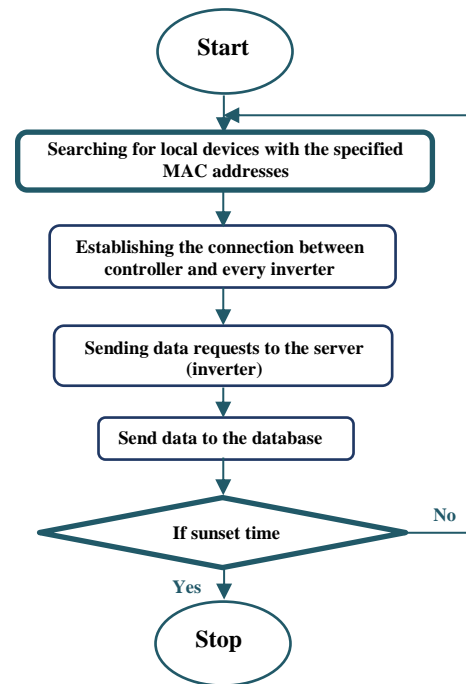 Start
Searching for local devices with the specified
MAC addresses
Establishing the connection between
controller and every inverter
Sending data requests to the server
(inverter)
Send data to the database
If sunset time
No
Yes
Stop